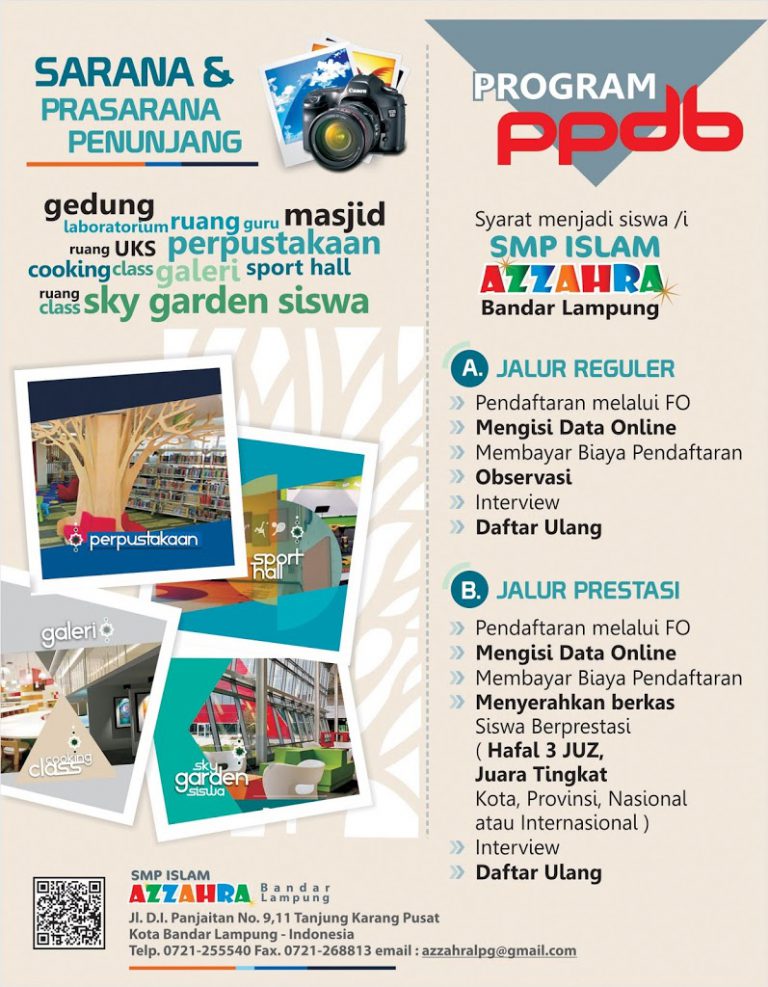 SARANA &
PRASARANA
PENUNJANG
Canon
gedung
laboratorium ruang guru masjid
ruang UKS perpustakaan
cooking class galeri sport hall
ruang class sky garden siswa
perpustakaan
sport
hall
galeri
cooking
class
sky
garden
siswa
PROGRAM
ppdb
Syarat menjadi siswa /i
SMP ISLAM
AZZAHRA
Bandar Lampung
A. JALUR REGULER
Pendaftaran melalui FO
Mengisi Data Online
Membayar Biaya Pendaftaran
Observasi
Interview
Daftar Ulang
B. JALUR PRESTASI
Pendaftaran melalui FO
Mengisi Data Online
Membayar Biaya Pendaftaran
Menyerahkan berkas
Siswa Berprestasi
( Hafal 3 JUZ,
Juara Tingkat
Kota, Provinsi, Nasional
atau Internasional )
Interview
Daftar Ulang
SMP ISLAM
AZZAHRA Bandar Lampung
Jl. D.I. Panjaitan No. 9,11 Tanjung Karang Pusat
Kota Bandar Lampung - Indonesia
Telp. 0721-255540 Fax. 0721-268813 email : azzahralpg@gmail.com